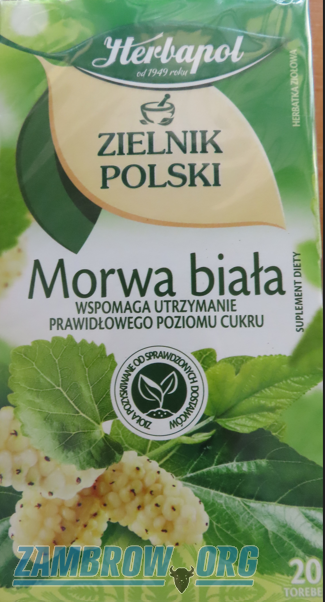 Herbapol
od 1949 roku
HERBATKA ZIOŁOWA
ZIELNIK
POLSKI
Morwa biała
WSPOMAGA UTRZYMANIE
PRAWIDŁOWEGO POZIOMU CUKRU
SUPLEMENT DIETY
ZIOŁA POZYSKIWANE OD SPRAWDZONYCH DOSTAWCÓW
ZAMBROW.ORG
20
TOREBE